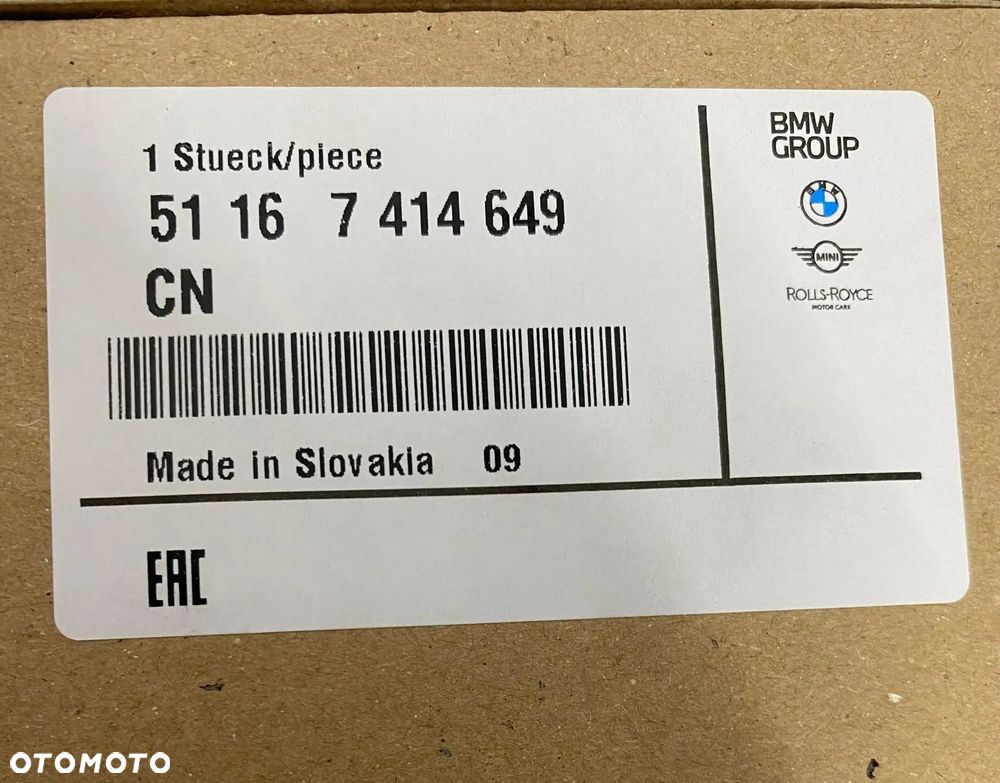 1 Stueck/piece
51 16 7 414 649
CN
Made in Slovakia 09
EAC
BMW
GROUP
BMW
MINI
ROLLS-ROYCE
MOTOR CARS
OTOMOTO